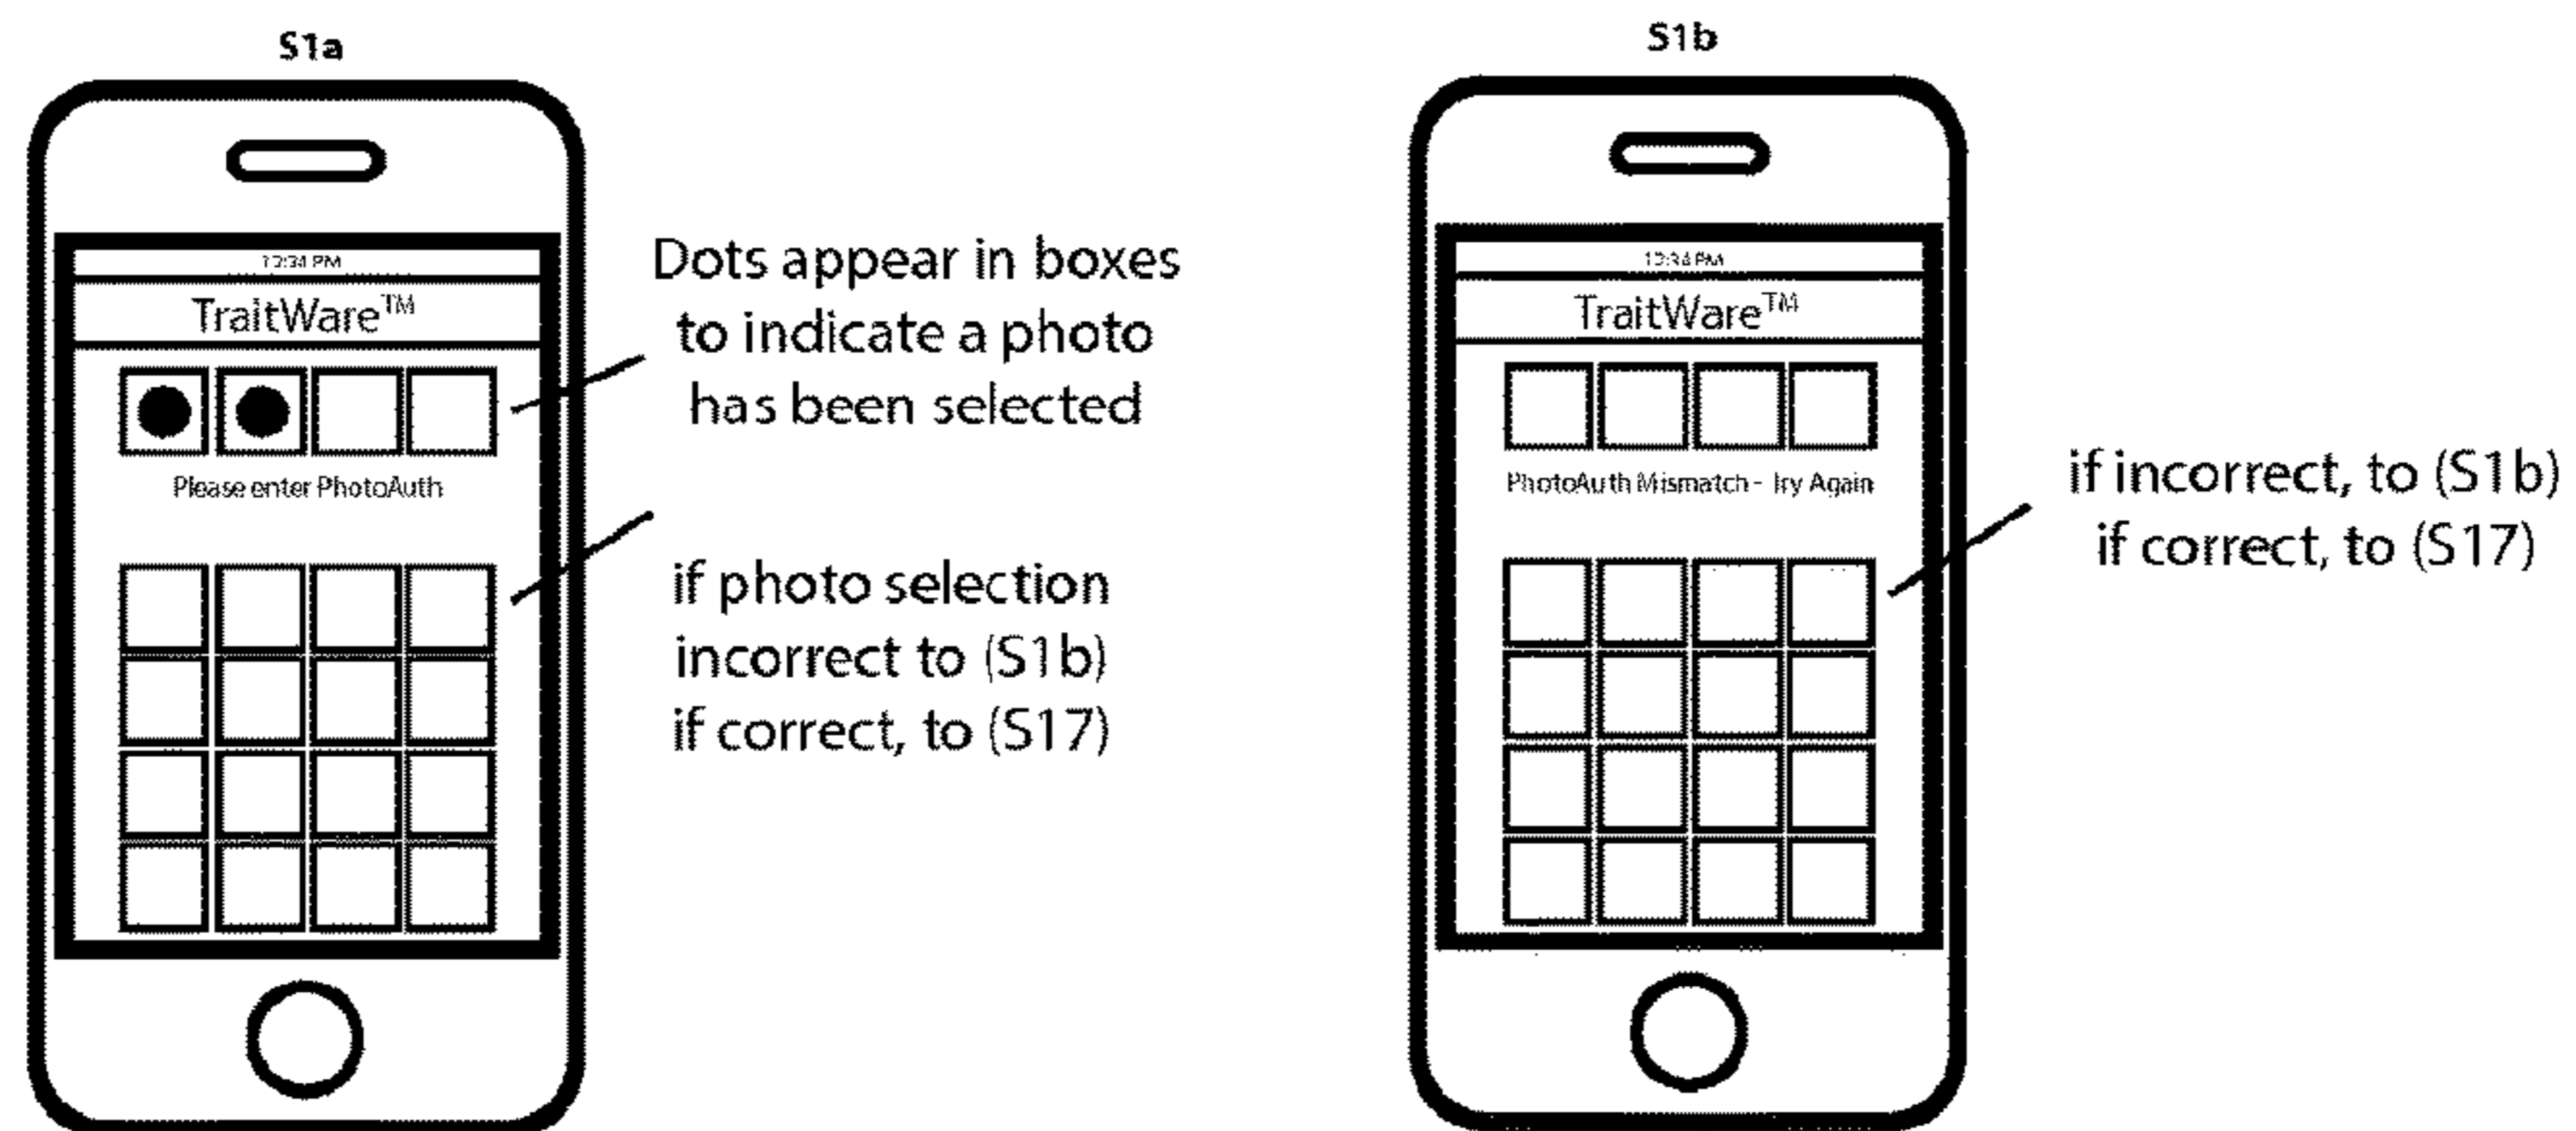 S1a
12:34 PM
TraitWare™
Please enter PhotoAuth
Dots appear in boxes
to indicate a photo
has been selected
if photo selection
incorrect to (S1b)
if correct, to (S17)
S1b
12:34 PM
TraitWare™
PhotoAuth Mismatch - Try Again
if incorrect, to (S1b)
if correct, to (S17)